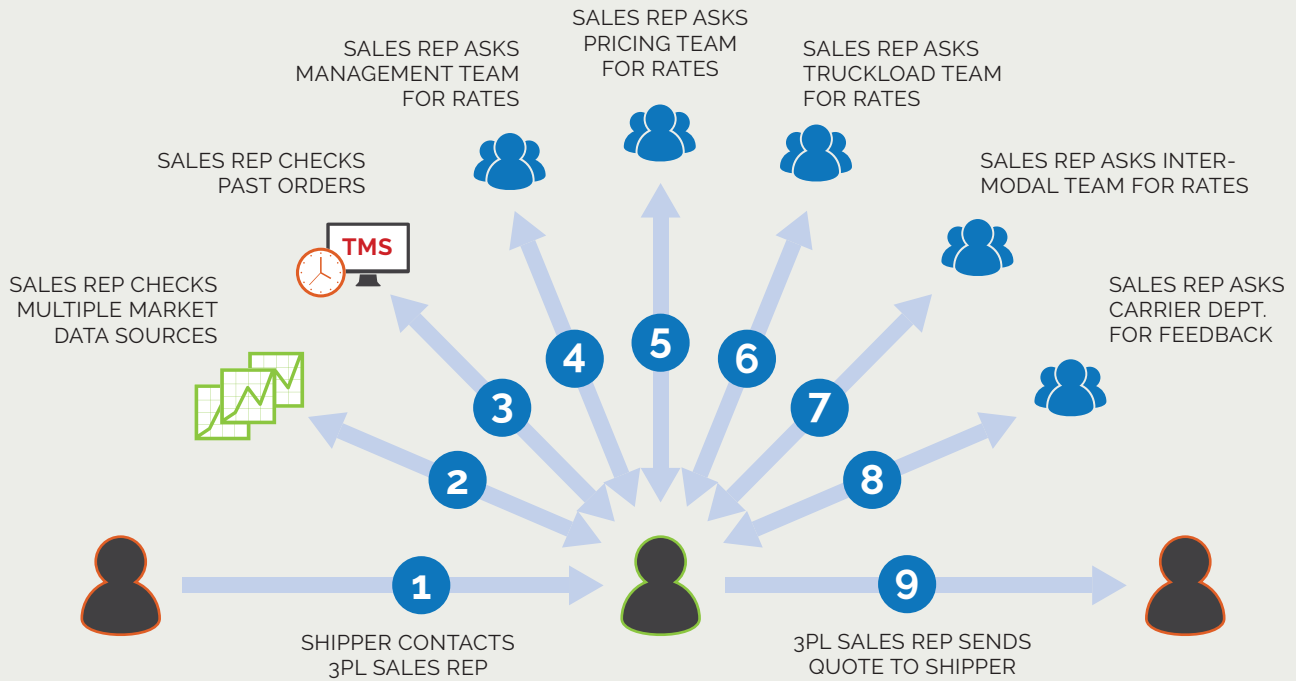 SALES REP ASKS
PRICING TEAM
FOR RATES
SALES REP ASKS
MANAGEMENT TEAM
FOR RATES
SALES REP ASKS
TRUCKLOAD TEAM
FOR RATES
SALES REP CHECKS
PAST ORDERS
SALES REP ASKS INTER-
MODAL TEAM FOR RATES
TMS
SALES REP CHECKS
MULTIPLE MARKET
DATA SOURCES
SALES REP ASKS
CARRIER DEPT.
FOR FEEDBACK
4
5
6
3
7
2
8
1
9
SHIPPER CONTACTS
3PL SALES REP
3PL SALES REP SENDS
QUOTE TO SHIPPER